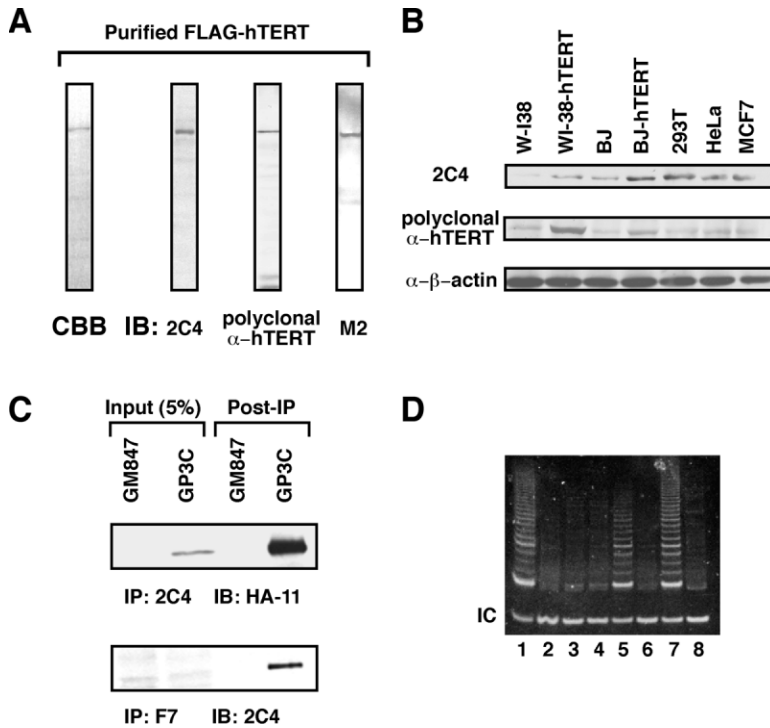 A
Purified FLAG-hTERT
CBB IB: 2C4 polyclonal α-hTERT M2
B
W-I38 WI-38-hTERT BJ BJ-hTERT 293T HeLa MCF7
2C4
polyclonal
α-hTERT
α-β-actin
C
Input (5%) Post-IP
GM847 GP3C GM847 GP3C
IP: 2C4 IB: HA-11
IP: F7 IB: 2C4
D
IC
1 2 3 4 5 6 7 8